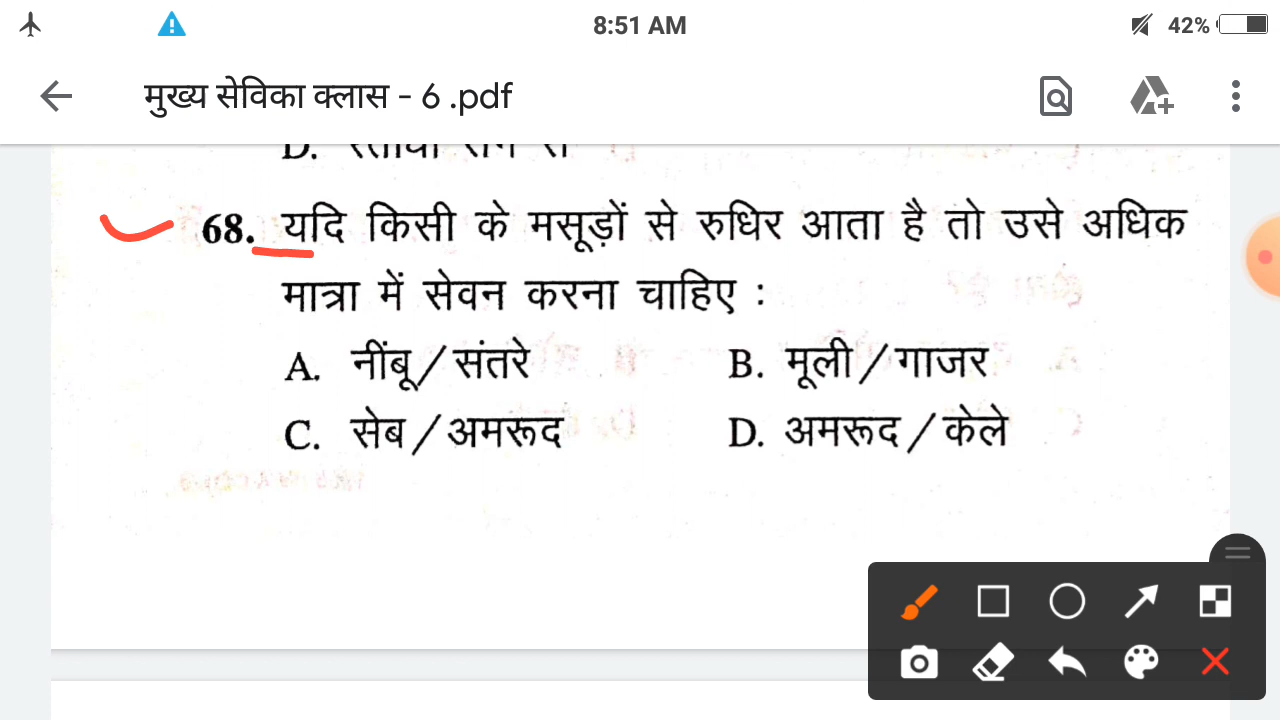 8:51 AM
42%
मुख्य सेविका क्लास - 6 .pdf
68. यदि किसी के मसूड़ों से रुधिर आता है तो उसे अधिक
मात्रा में सेवन करना चाहिए :
A. नींबू/संतरे B. मूली/गाजर
C. सेब/अमरूद D. अमरूद/केले